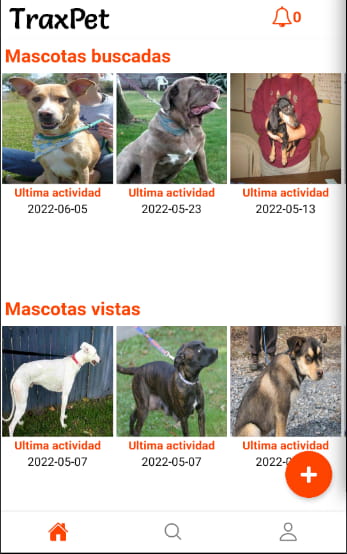 TraxPet
0
Mascotas buscadas
Ultima actividad Ultima actividad Ultima actividad
2022-06-05 2022-05-23 2022-05-13
Mascotas vistas
Ultima actividad Ultima actividad Ultima actividad
2022-05-07 2022-05-07 2022-0
+